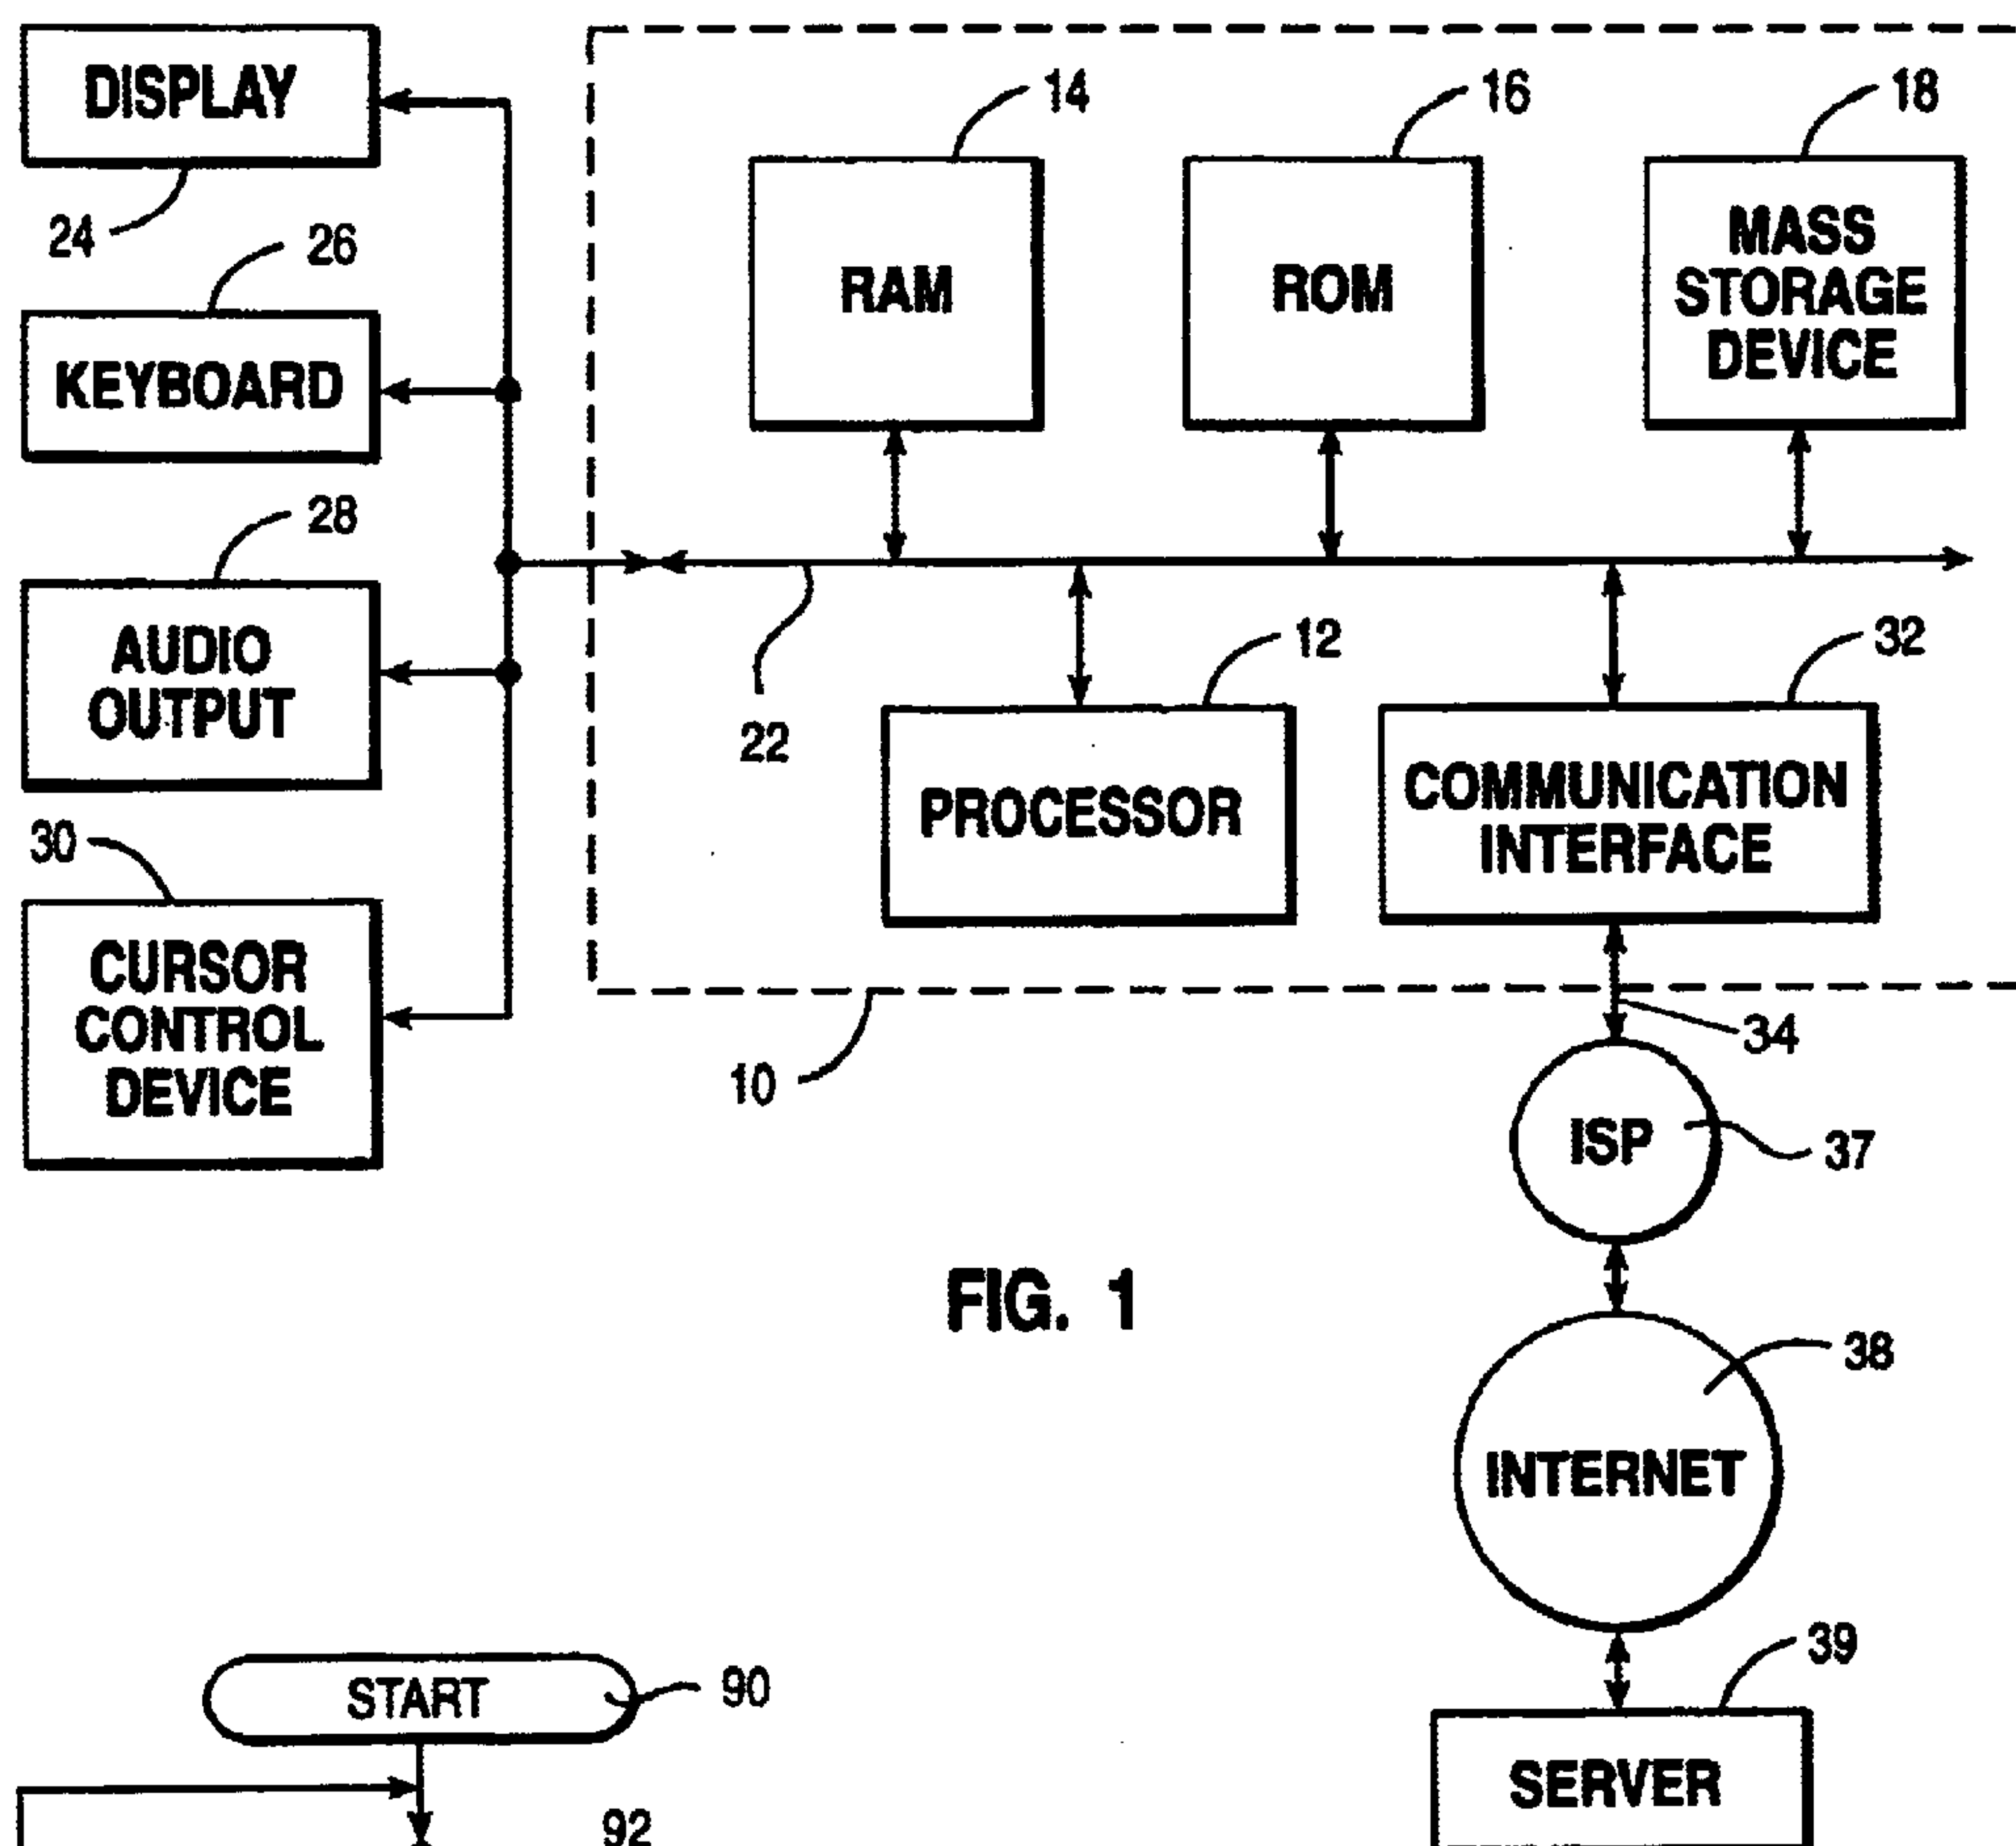 DISPLAY
24
26
KEYBOARD
28
AUDIO
OUTPUT
30
CURSOR
CONTROL
DEVICE
14
16
18
RAM
ROM
MASS
STORAGE
DEVICE
22
12
32
PROCESSOR
COMMUNICATION
INTERFACE
10
34
ISP
37
FIG. 1
38
INTERNET
39
SERVER
START
90
92